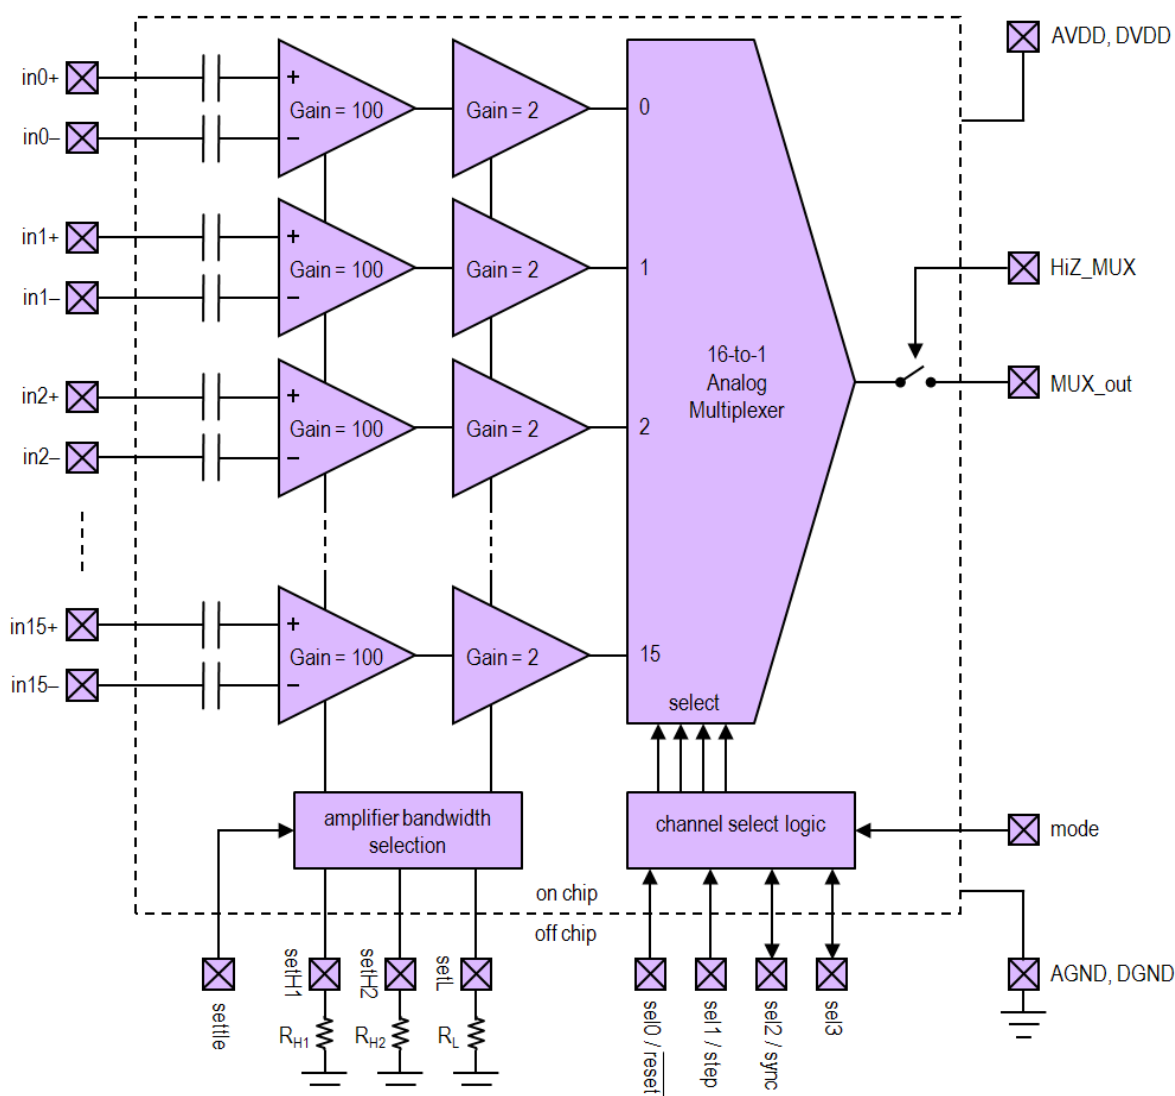 AVDD, DVDD
in0+
+
Gain = 100
Gain = 2
0
in0–
–
in1+
+
Gain = 100
Gain = 2
1
HiZ_MUX
in1–
–
16-to-1
Analog
Multiplexer
MUX_out
in2+
+
Gain = 100
Gain = 2
2
in2–
–
in15+
+
Gain = 100
Gain = 2
15
in15–
–
select
amplifier bandwidth
selection
channel select logic
mode
on chip
off chip
settle
setH1
setH2
setL
sel0 / reset
sel1 / step
sel2 / sync
sel3
AGND, DGND
RH1
RH2
RL